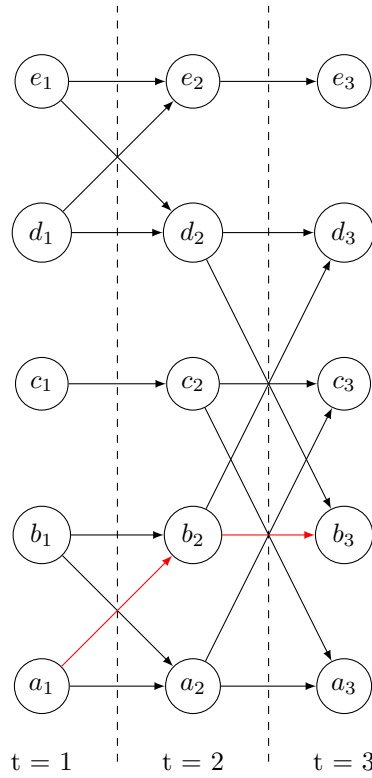 e₁ e₂ e₃
d₁ d₂ d₃
c₁ c₂ c₃
b₁ b₂ b₃
a₁ a₂ a₃
t = 1 t = 2 t = 3